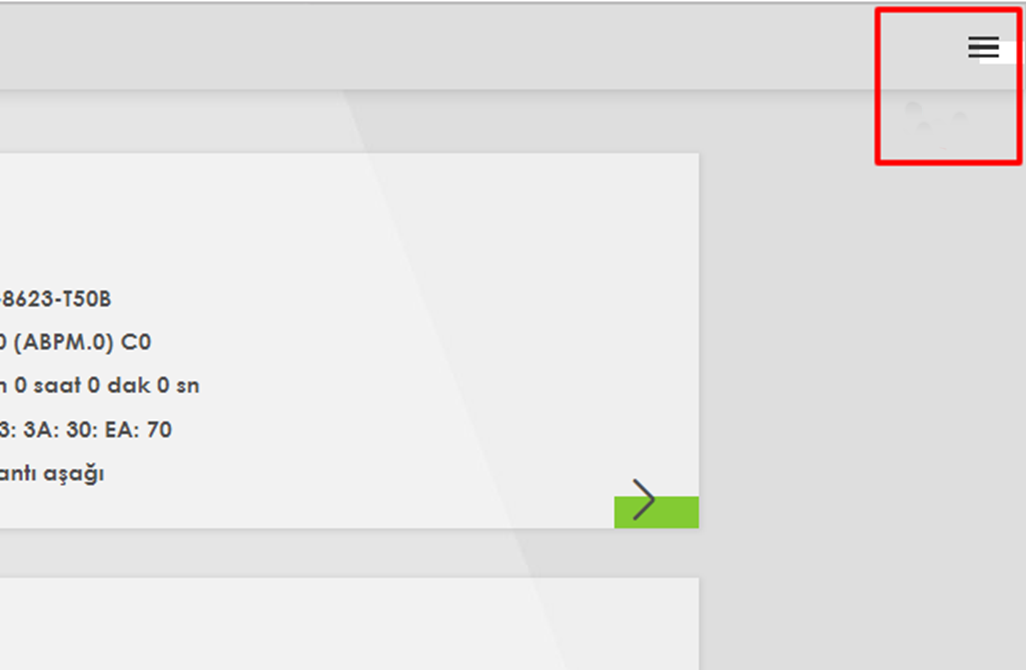 -8623-T50B
0 (ABPM.0) C0
n 0 saat 0 dak 0 sn
3: 3A: 30: EA: 70
antı aşağı